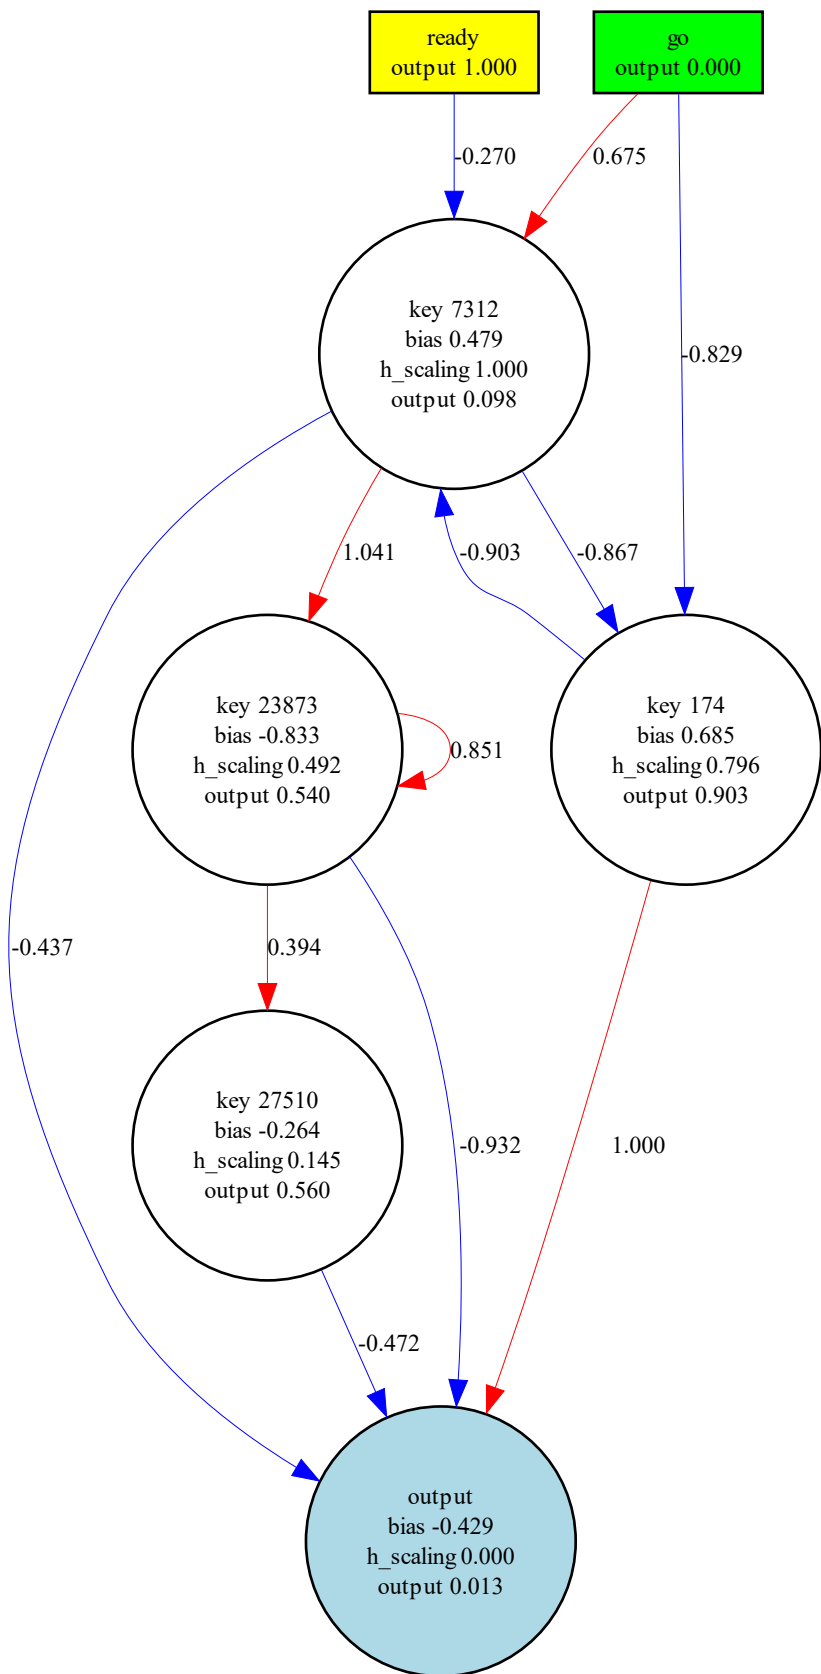 ready
output 1.000
go
output 0.000
-0.270
0.675
key 7312
bias 0.479
h_scaling 1.000
output 0.098
-0.829
1.041
-0.903
-0.867
key 23873
bias -0.833
h_scaling 0.492
output 0.540
0.851
key 174
bias 0.685
h_scaling 0.796
output 0.903
-0.437
0.394
key 27510
bias -0.264
h_scaling 0.145
output 0.560
-0.932
1.000
-0.472
output
bias -0.429
h_scaling 0.000
output 0.013